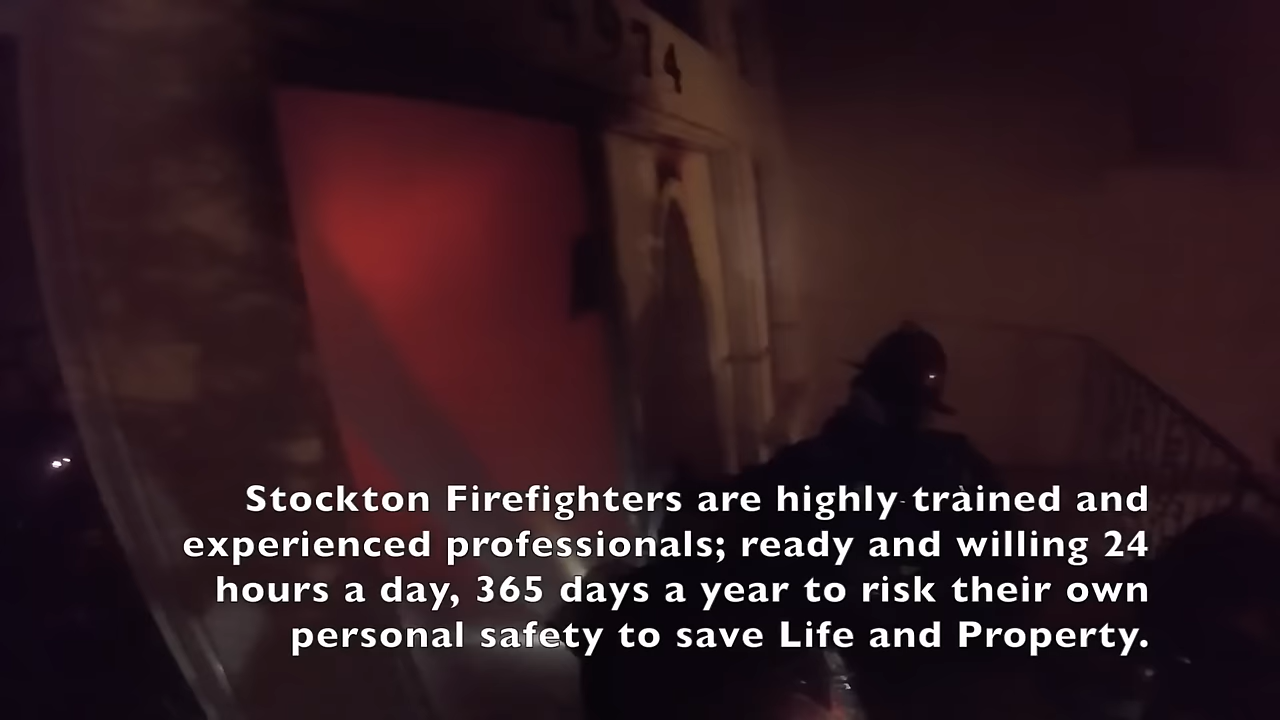 74
Stockton Firefighters are highly trained and
experienced professionals; ready and willing 24
hours a day, 365 days a year to risk their own
personal safety to save Life and Property.